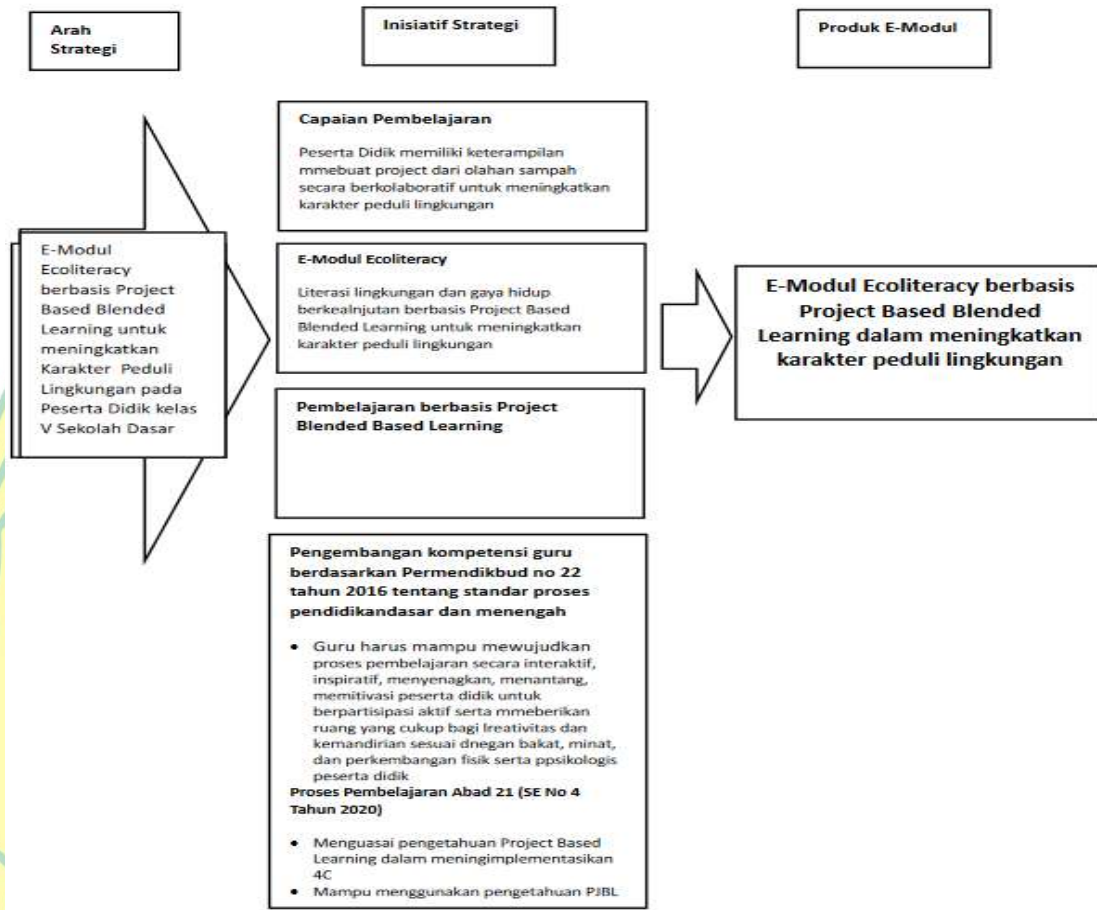 Arah
Strategi
Inisiatif Strategi
Produk E-Modul
E-Modul
Ecoliteracy
berbasis Project
Based Blended
Learning untuk
meningkatkan
Karakter Peduli
Lingkungan pada
Peserta Didik kelas
V Sekolah Dasar
Capaian Pembelajaran
Peserta Didik memiliki keterampilan
mmebuat project dari olahan sampah
secara berkolaboratif untuk meningkatkan
karakter peduli lingkungan
E-Modul Ecoliteracy
Literasi lingkungan dan gaya hidup
berkealnjutan berbasis Project Based
Blended Learning untuk meningkatkan
karakter peduli lingkungan
Pembelajaran berbasis Project
Blended Based Learning
Pengembangan kompetensi guru
berdasarkan Permendikbud no 22
tahun 2016 tentang standar proses
pendidikandasar dan menengah
• Guru harus mampu mewujudkan
proses pembelajaran secara interaktif,
inspiratif, menyenagkan, menantang,
memitivasi peserta didik untuk
berpartisipasi aktif serta mmeberikan
ruang yang cukup bagi lreativitas dan
kemandirian sesuai dnegan bakat, minat,
dan perkembangan fisik serta ppsikologis
peserta didik
Proses Pembelajaran Abad 21 (SE No 4
Tahun 2020)
• Menguasai pengetahuan Project Based
Learning dalam meningimplementasikan
4C
• Mampu menggunakan pengetahuan PJBL
E-Modul Ecoliteracy berbasis
Project Based Blended
Learning dalam meningkatkan
karakter peduli lingkungan